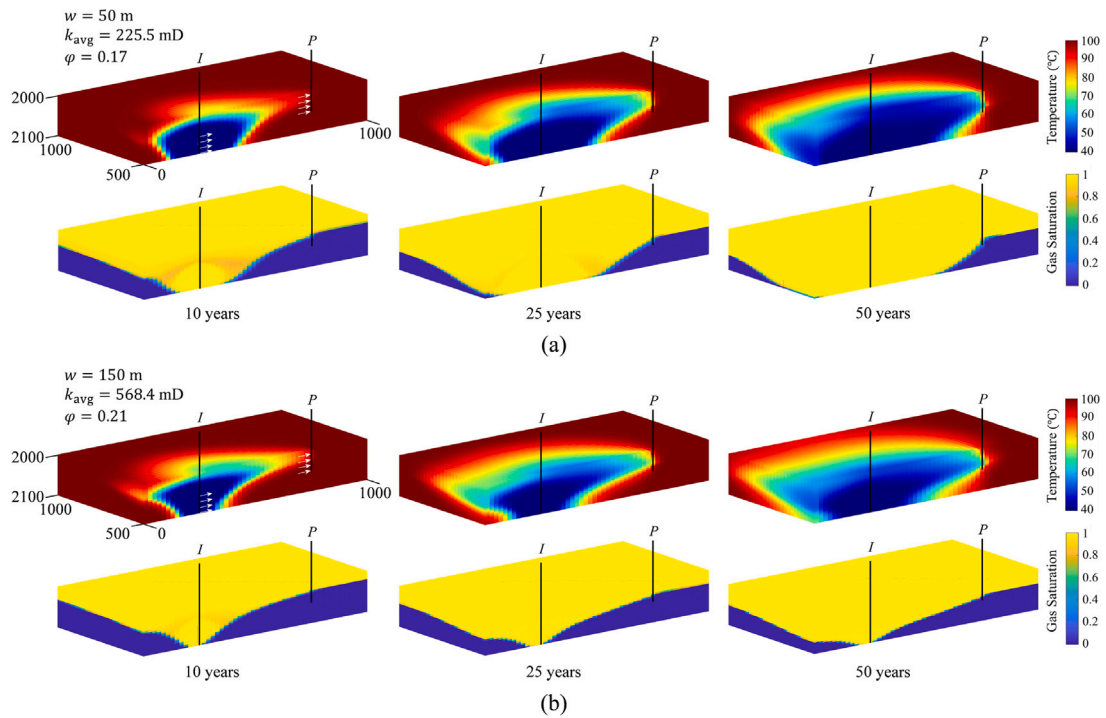 w = 50 m
k_avg = 225.5 mD
φ = 0.17
I P I P I P
2000
2100
1000
500 0
1000
100
90
80
70
60
50
40
Temperature (°C)
I P I P I P
1
0.8
0.6
0.4
0.2
0
Gas Saturation
10 years 25 years 50 years
(a)
w = 150 m
k_avg = 568.4 mD
φ = 0.21
I P I P I P
2000
2100
1000
500 0
1000
100
90
80
70
60
50
40
Temperature (°C)
I P I P I P
1
0.8
0.6
0.4
0.2
0
Gas Saturation
10 years 25 years 50 years
(b)